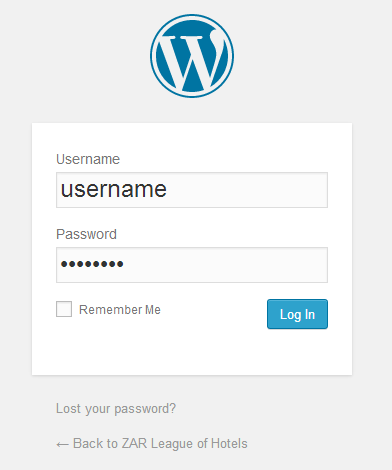 Username
username
Password
••••••••
Remember Me
Log In
Lost your password?
← Back to ZAR League of Hotels